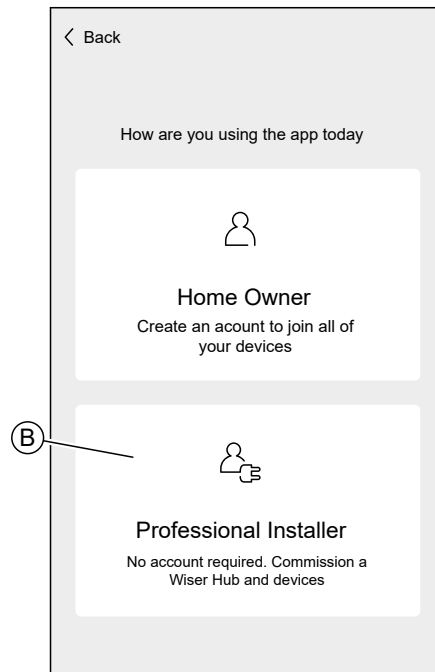 Back
How are you using the app today
Home Owner
Create an acount to join all of
your devices
B
Professional Installer
No account required. Commission a
Wiser Hub and devices